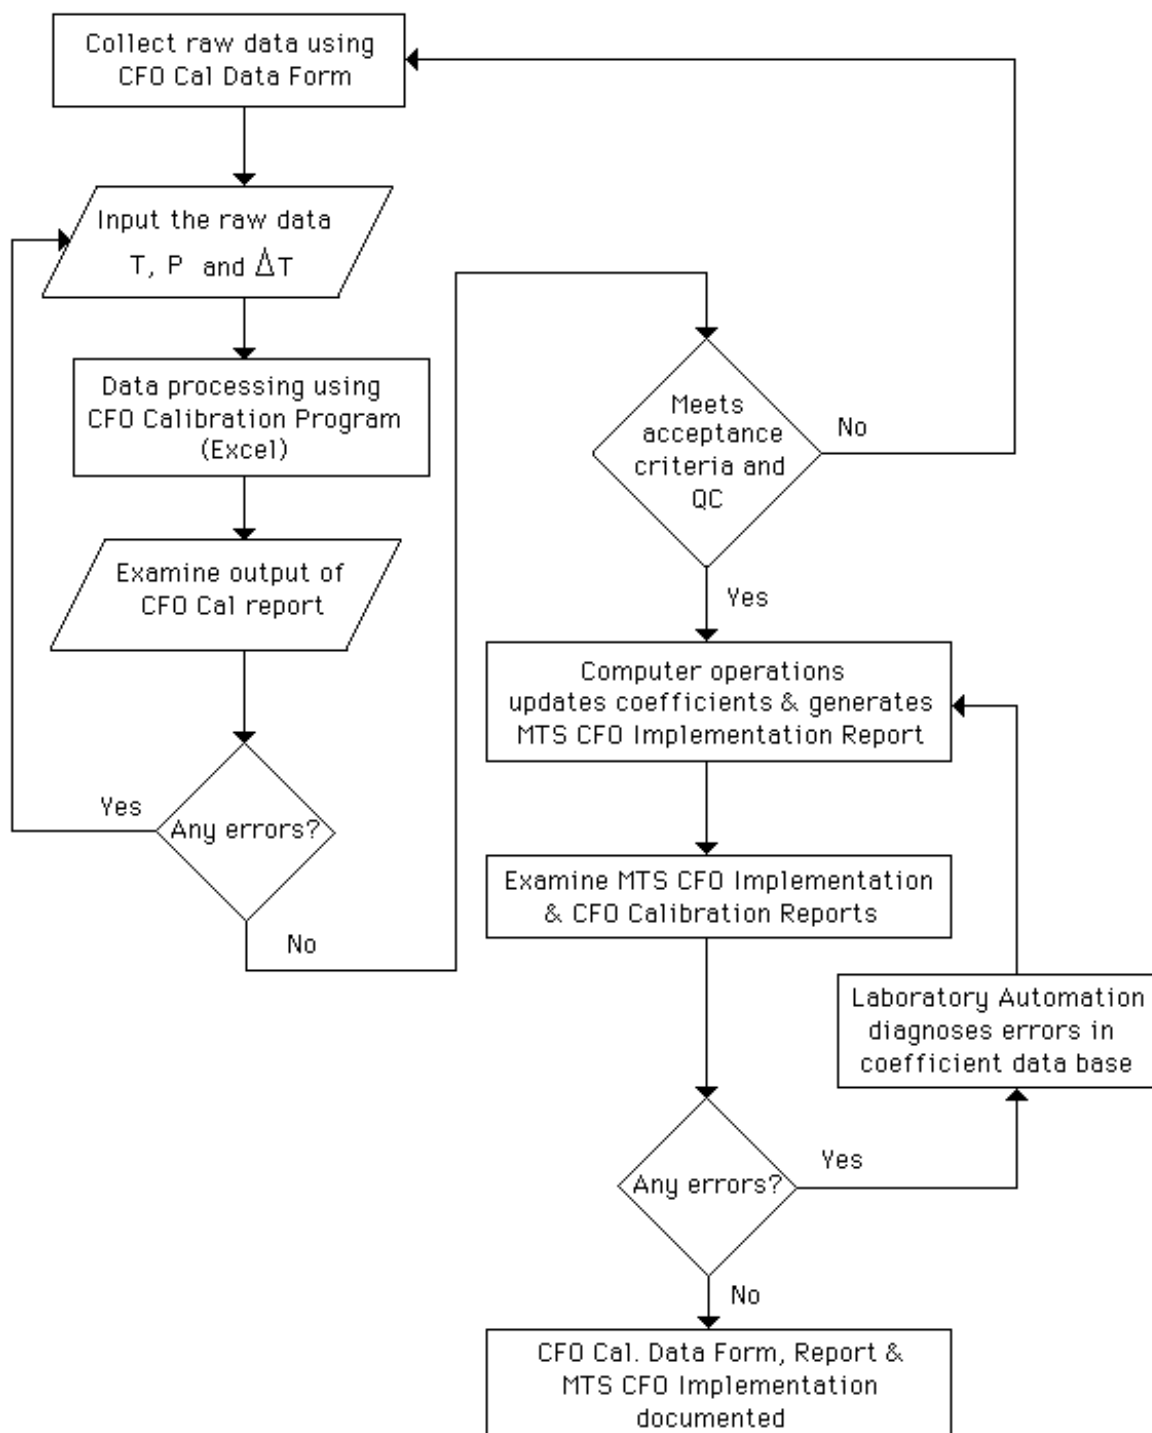 Collect raw data using
CFO Cal Data Form
Input the raw data
T, P and ΔT
Data processing using
CFO Calibration Program
(Excel)
Examine output of
CFO Cal report
Yes
Any errors?
No
Meets
acceptance
criteria and
QC
No
Yes
Computer operations
updates coefficients & generates
MTS CFO Implementation Report
Examine MTS CFO Implementation
& CFO Calibration Reports
Laboratory Automation
diagnoses errors in
coefficient data base
Any errors?
Yes
No
CFO Cal. Data Form, Report &
MTS CFO Implementation
documented